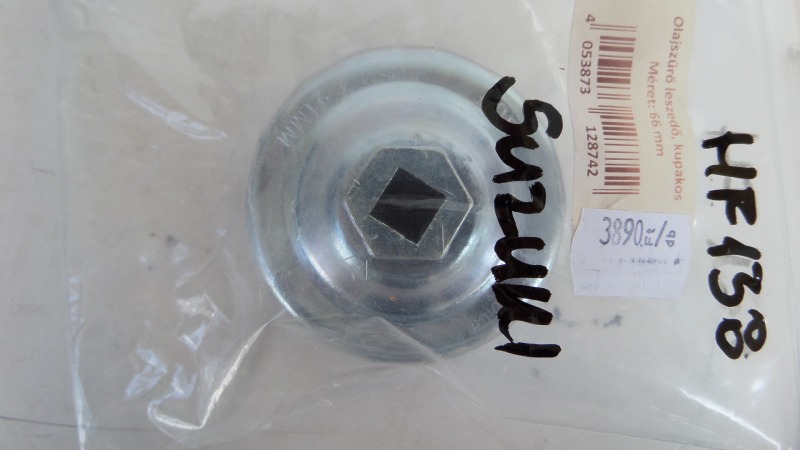 Olajszűrő leszedő, kupakos
Méret: 66 mm
4 053873 128742
3890 Ft/db
SUZUKI
HF138